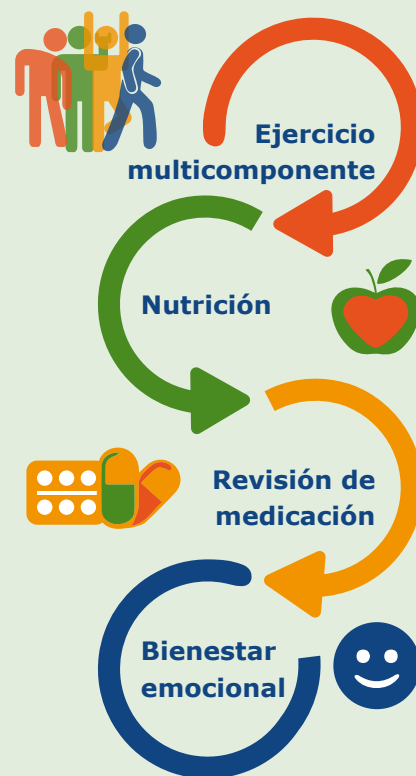 Ejercicio
multicomponente
Nutrición
Revisión de
medicación
Bienestar
emocional